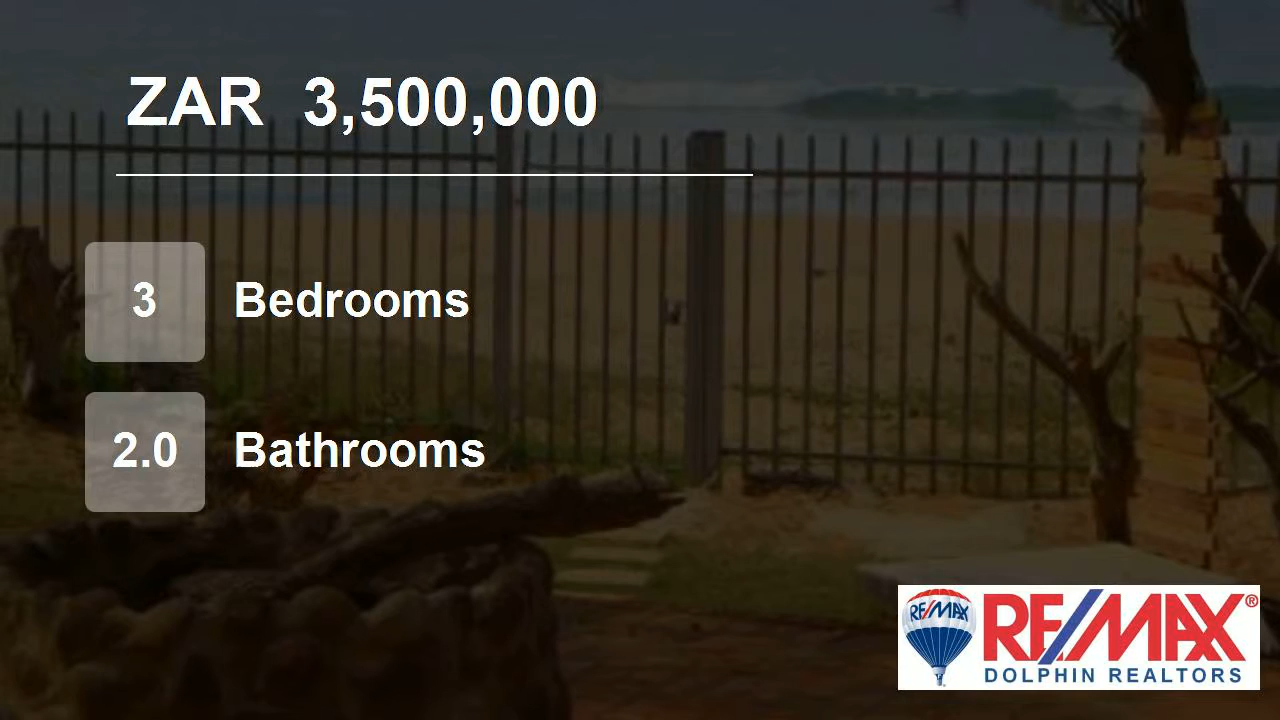 ZAR 3,500,000
3 Bedrooms
2.0 Bathrooms
RE/MAX RE/MAX®
DOLPHIN REALTORS